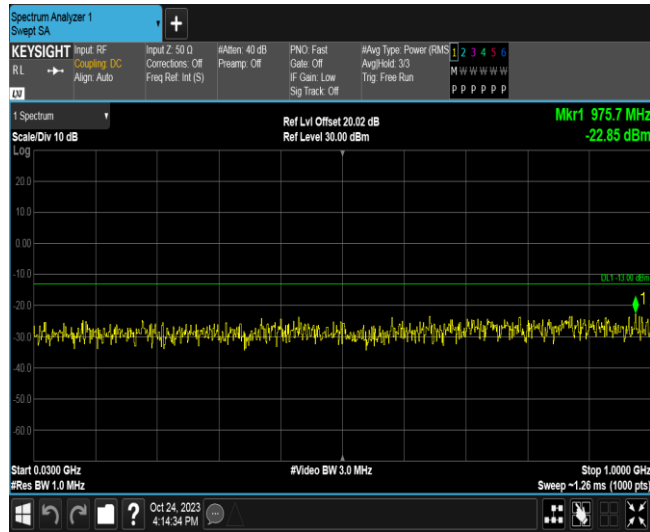 Spectrum Analyzer 1
Swept SA
KEYSIGHT
RL
LXI
Input: RF
Coupling: DC
Align: Auto
Input Z: 50 Ω
Corrections: Off
Freq Ref: Int (S)
#Atten: 40 dB
Preamp: Off
PNO: Fast
Gate: Off
IF Gain: Low
Sig Track: Off
#Avg Type: Power (RMS
Avg|Hold: 3/3
Trig: Free Run
1 2 3 4 5 6
M W W W W W
P P P P P P
1 Spectrum
Scale/Div 10 dB
Log
Ref Lvl Offset 20.02 dB
Ref Level 30.00 dBm
Mkr1 975.7 MHz
-22.85 dBm
20.0
10.0
0.00
-10.0
DL1 -13.00 dBm
1
-20.0
-30.0
-40.0
-50.0
-60.0
Start 0.0300 GHz
#Res BW 1.0 MHz
#Video BW 3.0 MHz
Stop 1.0000 GHz
Sweep ~1.26 ms (1000 pts)
?
Oct 24, 2023
4:14:34 PM